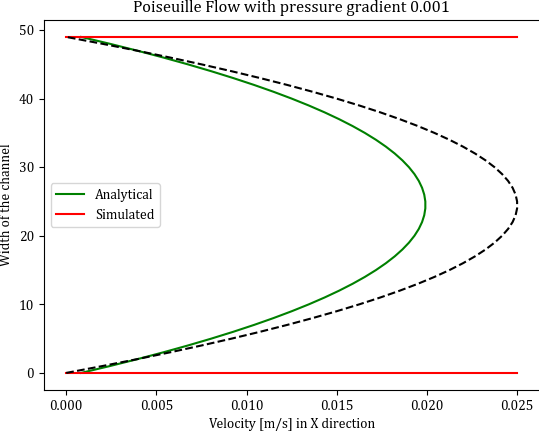 Poiseuille Flow with pressure gradient 0.001
50
40
30
20
10
0
Width of the channel
Analytical
Simulated
0.000 0.005 0.010 0.015 0.020 0.025
Velocity [m/s] in X direction